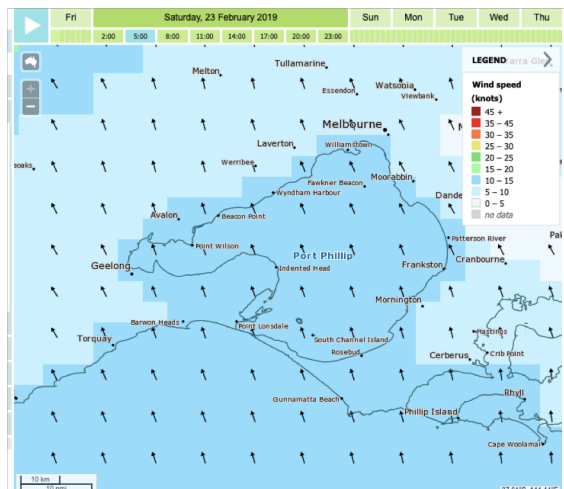 Fri
Saturday, 23 February 2019
Sun
Mon
Tue
Wed
Thu
2:00
5:00
8:00
11:00
14:00
17:00
20:00
23:00
LEGEND
Wind speed
(knots)
45 +
35 – 45
30 – 35
25 – 30
20 – 25
15 – 20
10 – 15
5 – 10
0 – 5
no data
Tullamarine
Melton
Essendon
Watsonia
Viewbank
Melbourne
Laverton
Williamstown
Werribee
Fawkner Beacon
Moorabbin
Wyndham Harbour
Dande
Avalon
Beacon Point
Patterson River
Point Wilson
Port Phillip
Geelong
Indented Head
Frankston
Cranbourne
Mornington
Barwon Heads
Point Lonsdale
Hastings
Torquay
South Channel Island
Rosebud
Cerberus
Crib Point
Gunnamatta Beach
Rhyll
Phillip Island
Cape Woolamai
10 km